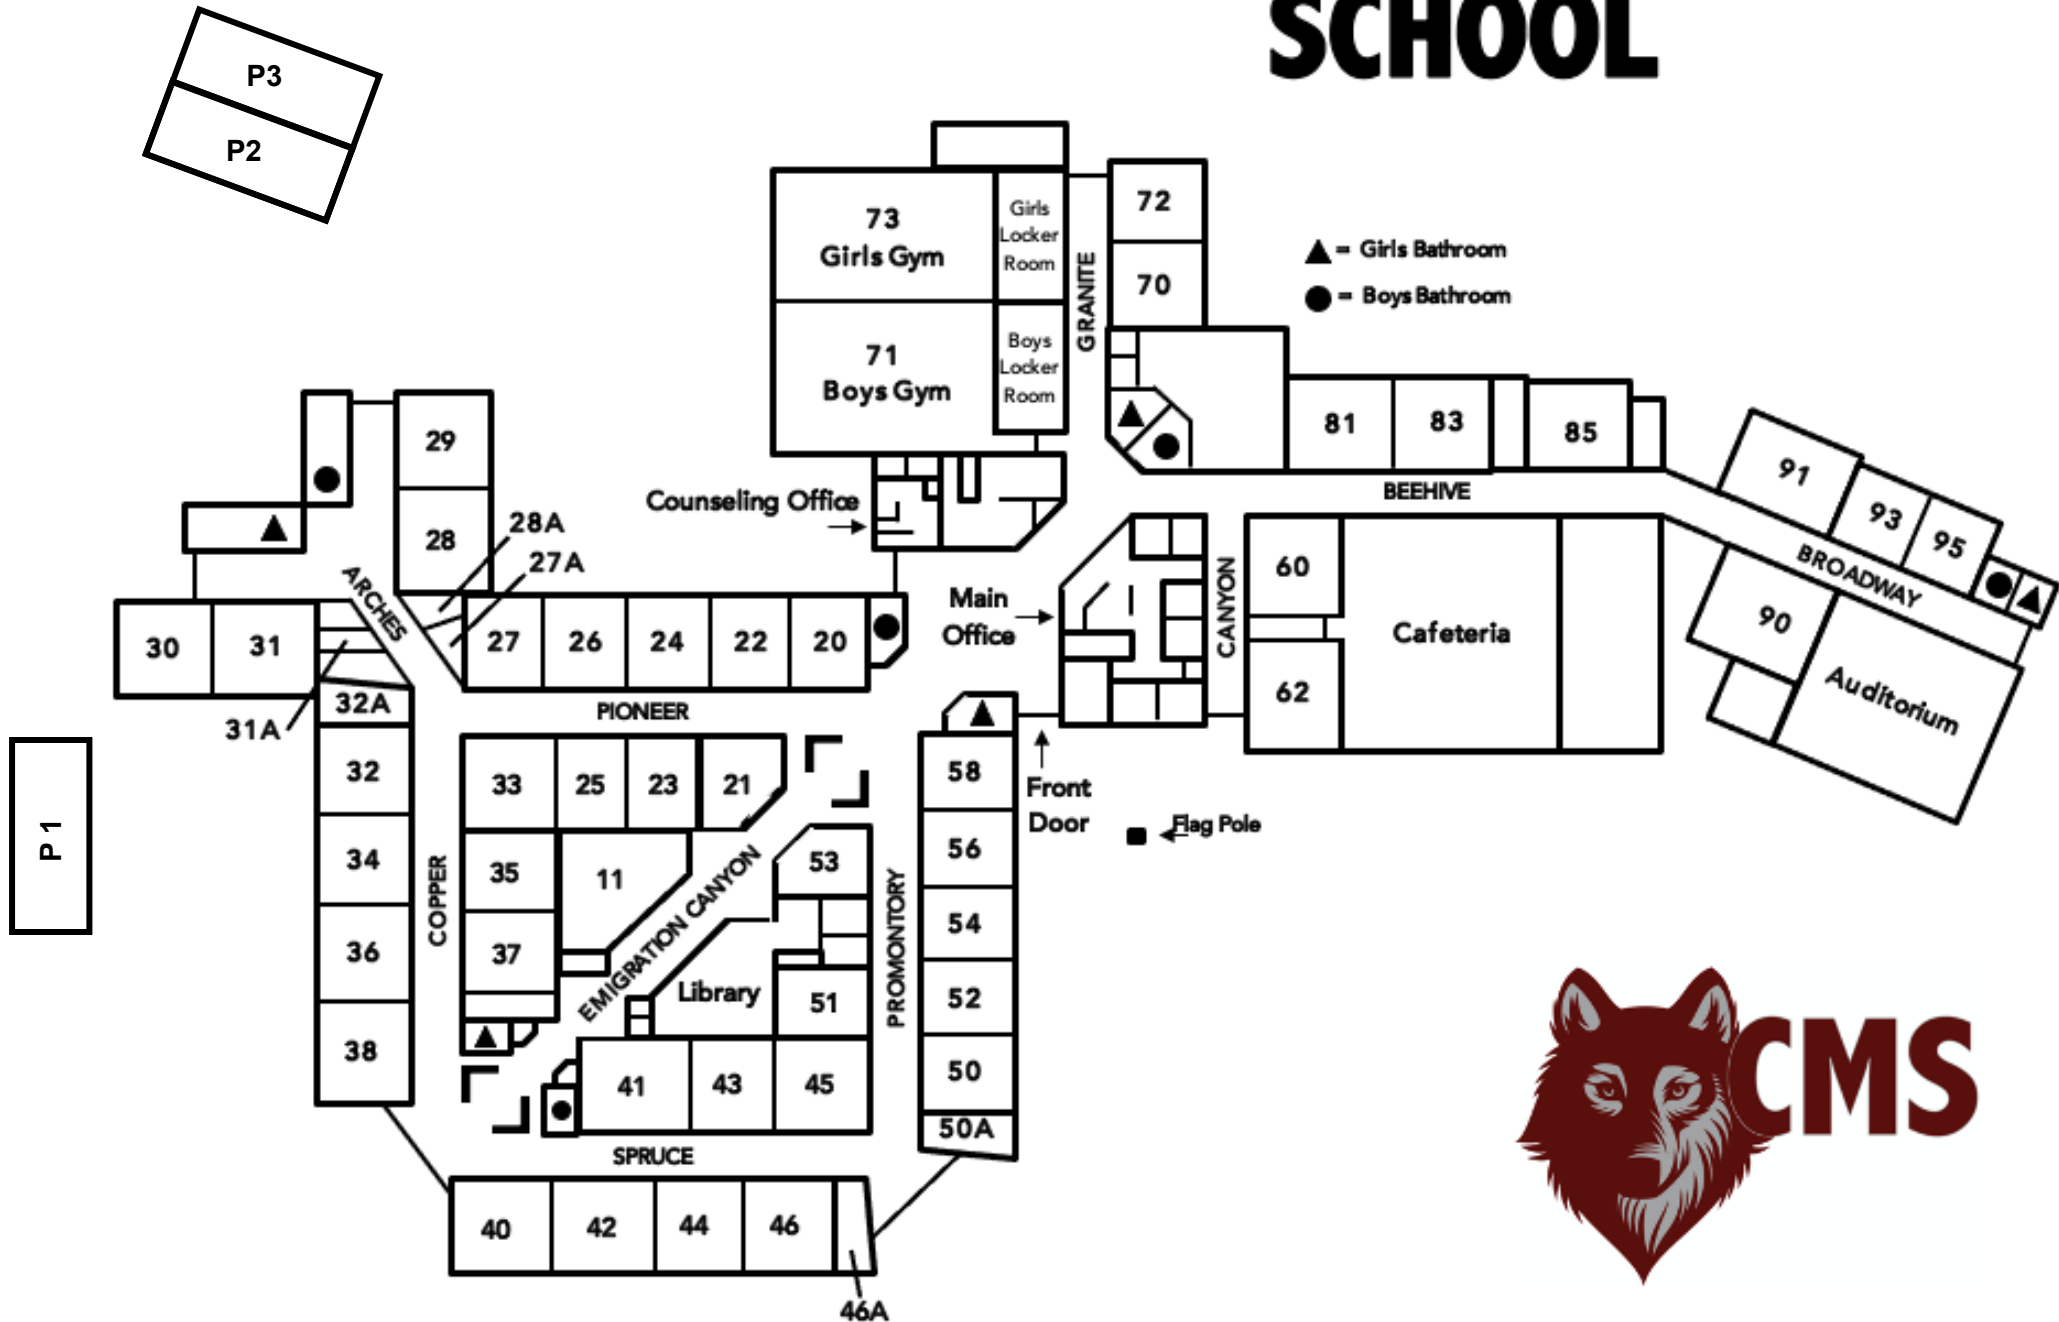 SCHOOL
P3
P2
73
Girls Gym
Girls
Locker
Room
GRANITE
72
70
▲ = Girls Bathroom
● = Boys Bathroom
71
Boys Gym
Boys
Locker
Room
29
28
28A
27A
ARCHES
Counseling Office
81
83
85
BEEHIVE
91
93
95
BROADWAY
90
Auditorium
30
31
31A
32A
27
26
24
22
20
PIONEER
Main
Office
CANYON
60
62
Cafeteria
Front
Door
Flag Pole
P 1
32
34
36
38
COPPER
33
25
23
21
35
11
37
EMIGRATION CANYON
53
Library
51
PROMONTORY
58
56
54
52
50
50A
41
43
45
SPRUCE
40
42
44
46
46A
CMS